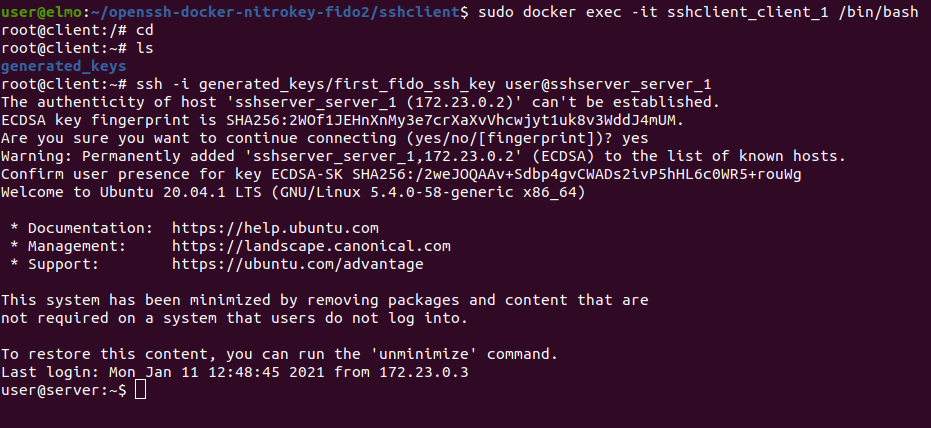 user@elmo:~/openssh-docker-nitrokey-fido2/sshclient$ sudo docker exec -it sshclient_client_1 /bin/bash
root@client:/# cd
root@client:~# ls
generated_keys
root@client:~# ssh -i generated_keys/first_fido_ssh_key user@sshserver_server_1
The authenticity of host 'sshserver_server_1 (172.23.0.2)' can't be established.
ECDSA key fingerprint is SHA256:2WOf1JEHnXnMy3e7crXaXvVhcwjyt1uk8v3WddJ4mUM.
Are you sure you want to continue connecting (yes/no/[fingerprint])? yes
Warning: Permanently added 'sshserver_server_1,172.23.0.2' (ECDSA) to the list of known hosts.
Confirm user presence for key ECDSA-SK SHA256:/2weJOQAAv+Sdbp4gvCWADs2ivP5hHL6c0WR5+rouWg
Welcome to Ubuntu 20.04.1 LTS (GNU/Linux 5.4.0-58-generic x86_64)
 * Documentation:  https://help.ubuntu.com
 * Management:     https://landscape.canonical.com
 * Support:        https://ubuntu.com/advantage
This system has been minimized by removing packages and content that are
not required on a system that users do not log into.
To restore this content, you can run the 'unminimize' command.
Last login: Mon Jan 11 12:48:45 2021 from 172.23.0.3
user@server:~$